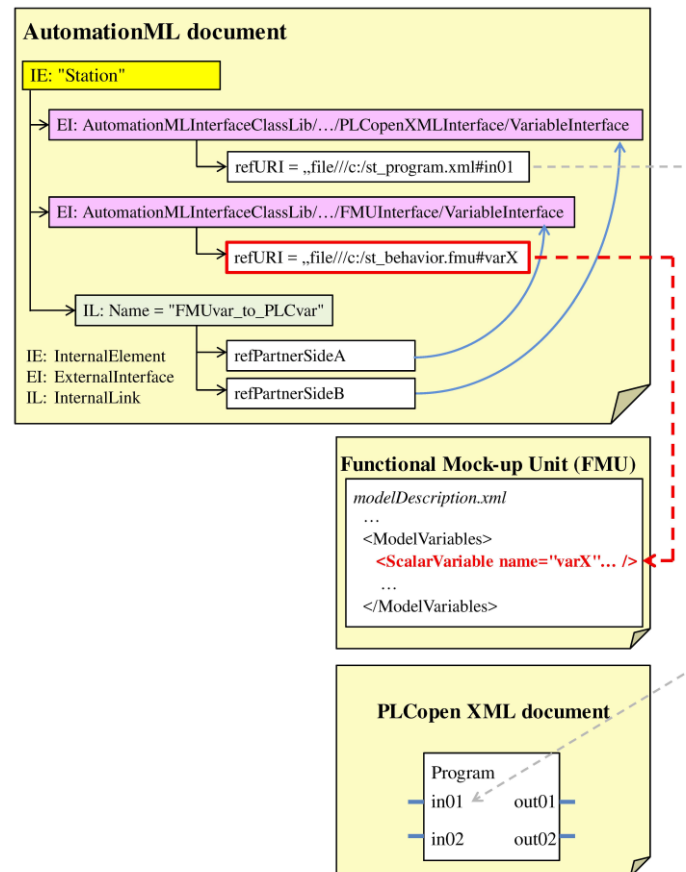 AutomationML document
IE: "Station"
EI: AutomationMLInterfaceClassLib/…/PLCopenXMLInterface/VariableInterface
refURI = „file///c:/st_program.xml#in01
EI: AutomationMLInterfaceClassLib/…/FMUInterface/VariableInterface
refURI = „file///c:/st_behavior.fmu#varX
IL: Name = "FMUvar_to_PLCvar"
refPartnerSideA
refPartnerSideB
IE: InternalElement
EI: ExternalInterface
IL: InternalLink
Functional Mock-up Unit (FMU)
modelDescription.xml
…
<ModelVariables>
<ScalarVariable name="varX"… />
…
</ModelVariables>
PLCopen XML document
Program
in01 out01
in02 out02